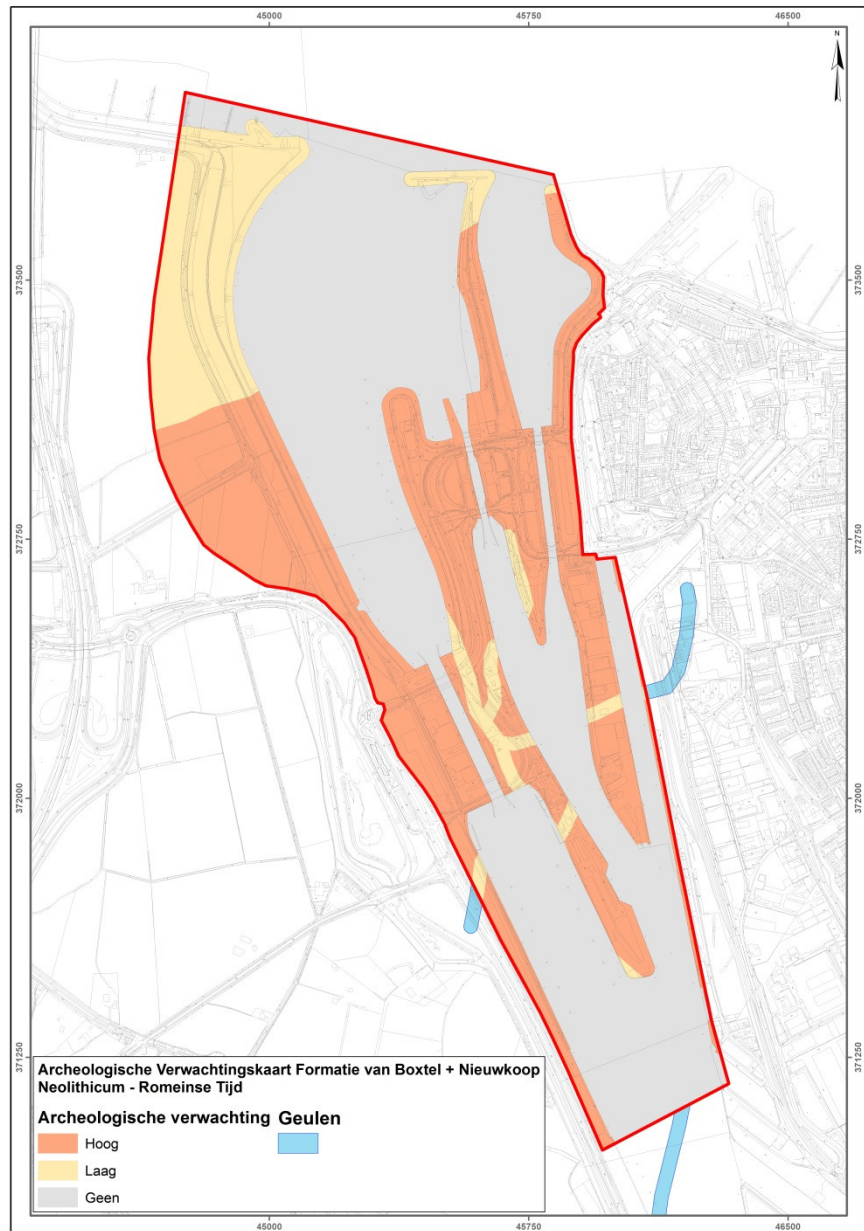 45000 45750 46500
N
373500 373500
372750 372750
372000 372000
371250 371250
Archeologische Verwachtingskaart Formatie van Boxtel + Nieuwkoop
Neolithicum - Romeinse Tijd
Archeologische verwachting Geulen
Hoog
Laag
Geen
45000 45750 46500